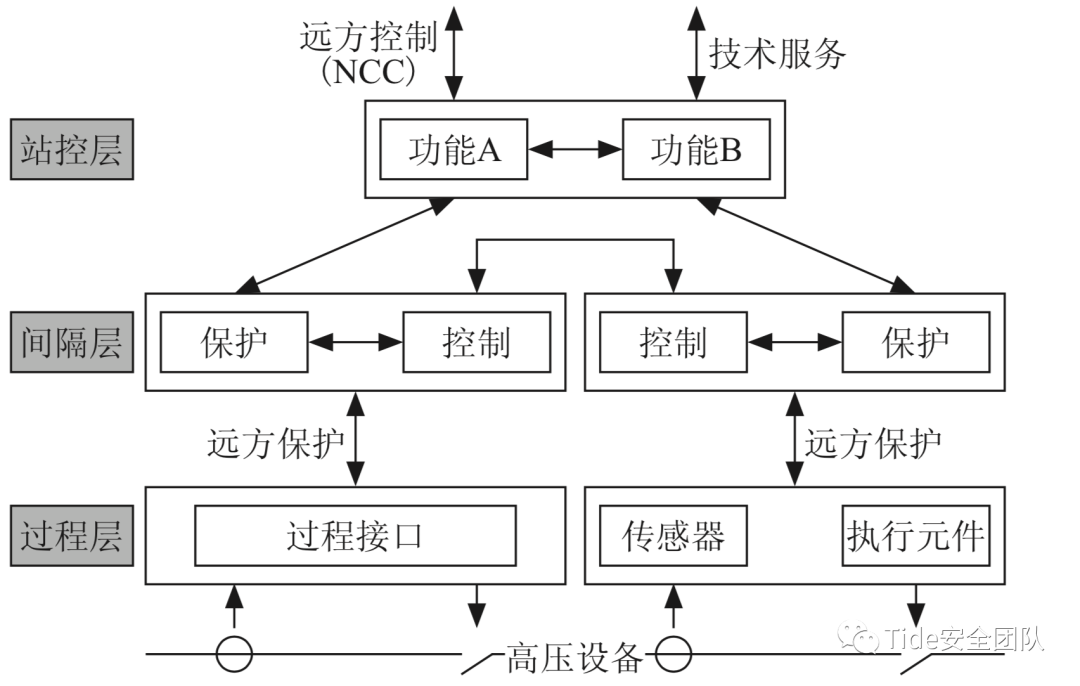 远方控制
(NCC)
技术服务
站控层
功能A
功能B
间隔层
保护
控制
控制
保护
远方保护
远方保护
过程层
过程接口
传感器
执行元件
高压设备
Tide安全团队